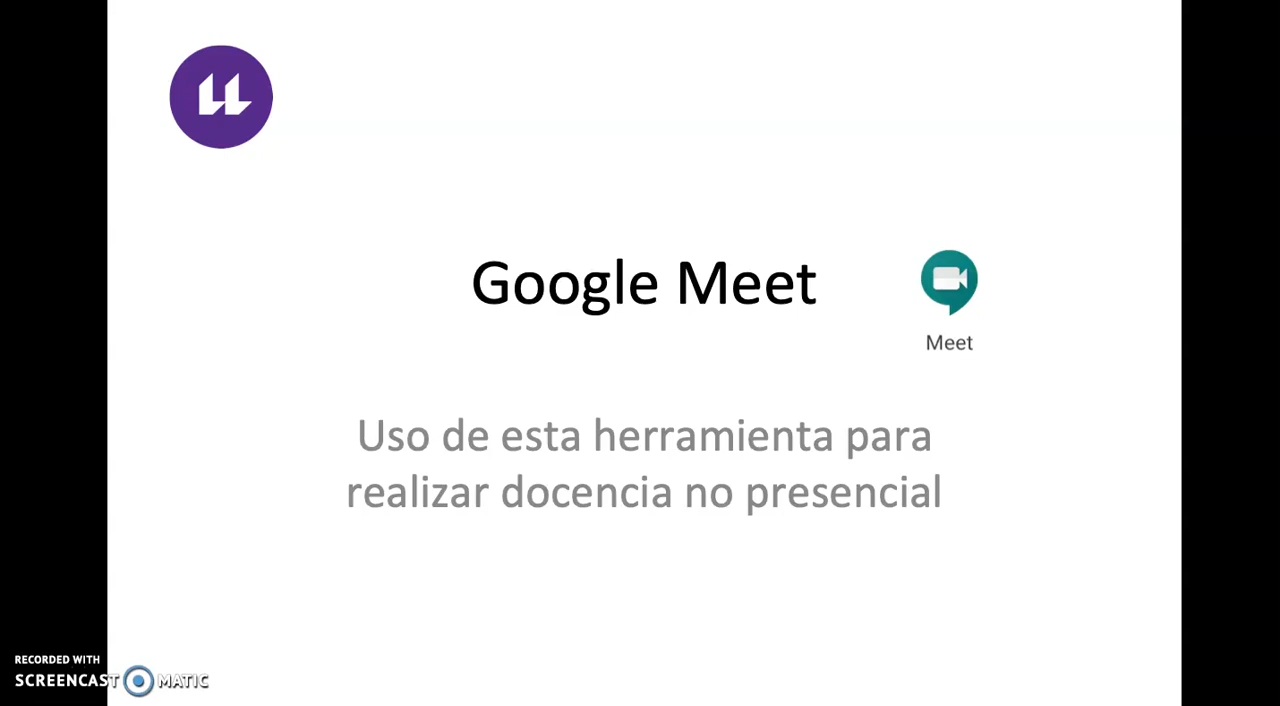 Google Meet
Meet
Uso de esta herramienta para
realizar docencia no presencial
RECORDED WITH
SCREENCAST MATIC